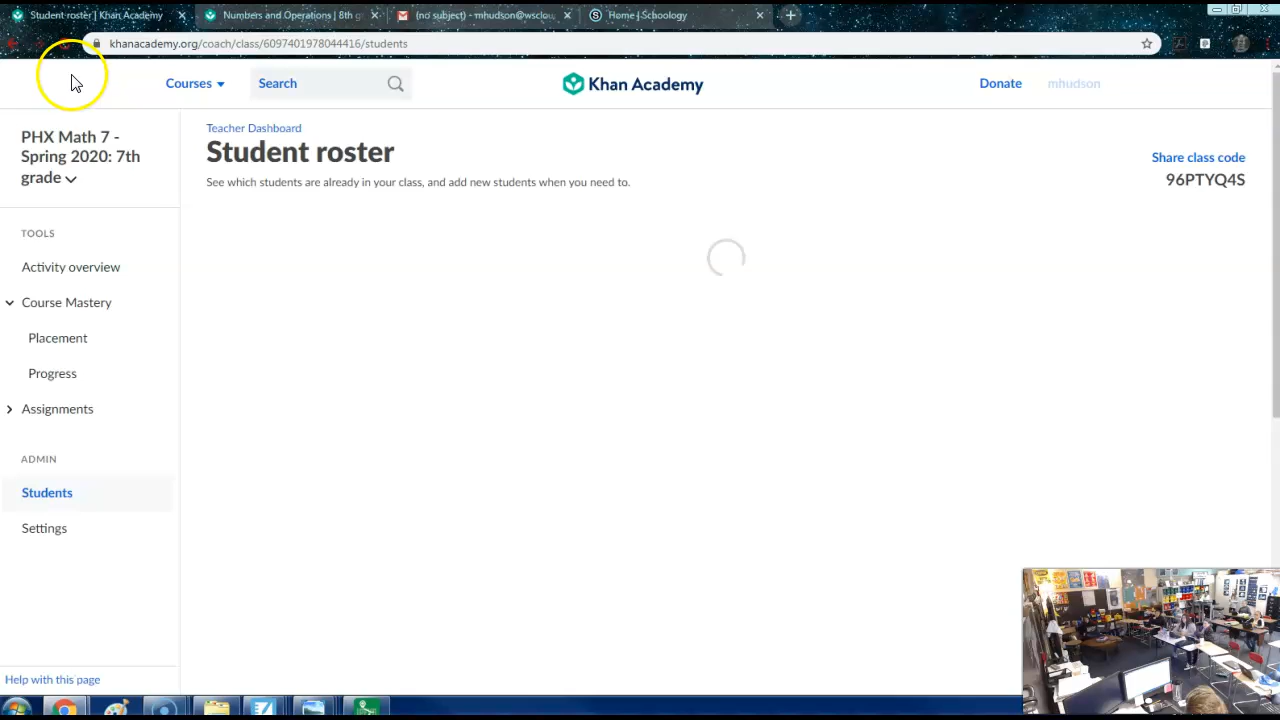 Student roster | Khan Academy
Numbers and Operations | 8th g
(no subject) - mhudson@wsclou
Home | Schoology
khanacademy.org/coach/class/6097401978044416/students
Courses
Search
Khan Academy
Donate
mhudson
PHX Math 7 -
Spring 2020: 7th
grade
Teacher Dashboard
Student roster
See which students are already in your class, and add new students when you need to.
Share class code
96PTYQ4S
TOOLS
Activity overview
Course Mastery
Placement
Progress
Assignments
ADMIN
Students
Settings
Help with this page